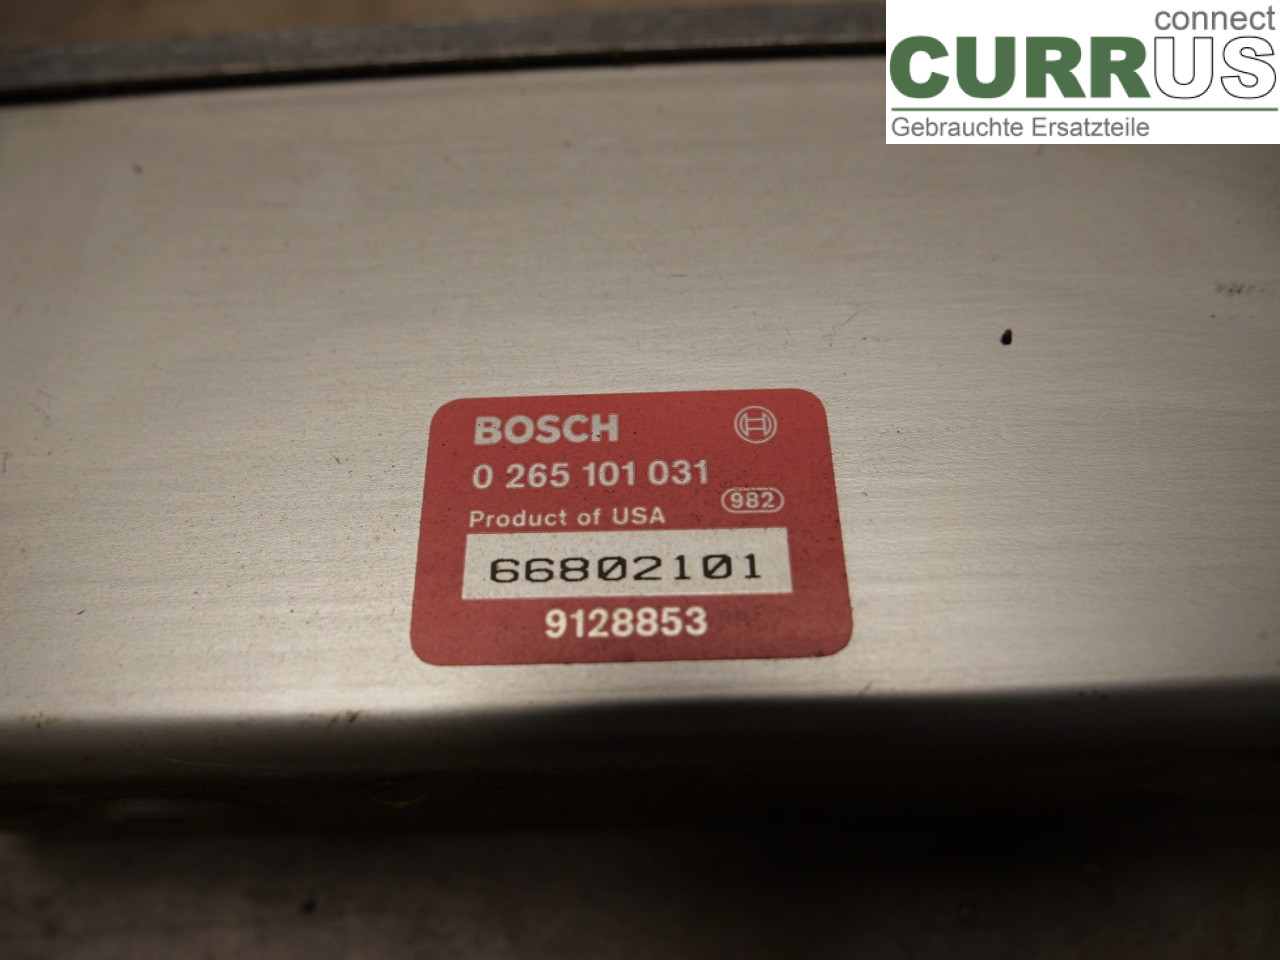 connect
CURRUS
Gebrauchte Ersatzteile
BOSCH
0 265 101 031
982
Product of USA
66802101
9128853